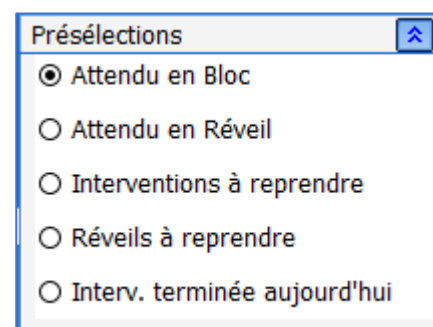 Présélections
Attendu en Bloc
Attendu en Réveil
Interventions à reprendre
Réveils à reprendre
Interv. terminée aujourd'hui